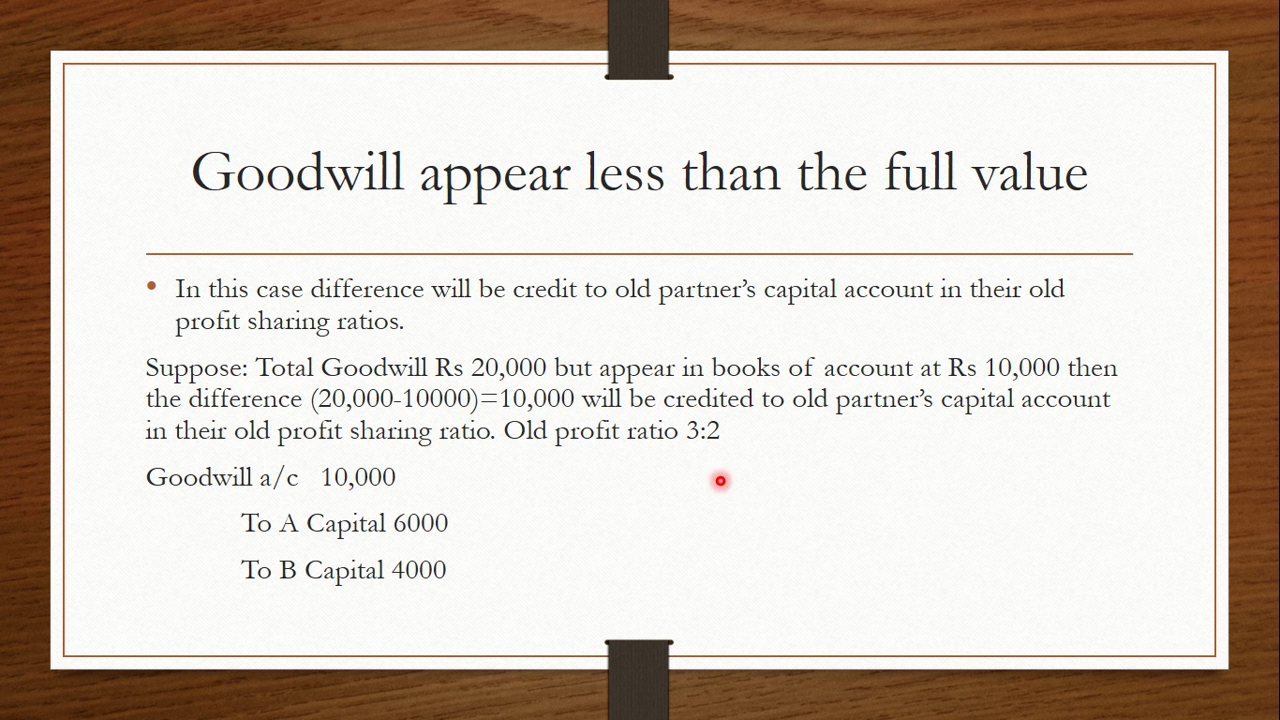 Goodwill appear less than the full value
• In this case difference will be credit to old partner’s capital account in their old
profit sharing ratios.
Suppose: Total Goodwill Rs 20,000 but appear in books of account at Rs 10,000 then
the difference (20,000-10000)=10,000 will be credited to old partner’s capital account
in their old profit sharing ratio. Old profit ratio 3:2
Goodwill a/c 10,000
To A Capital 6000
To B Capital 4000